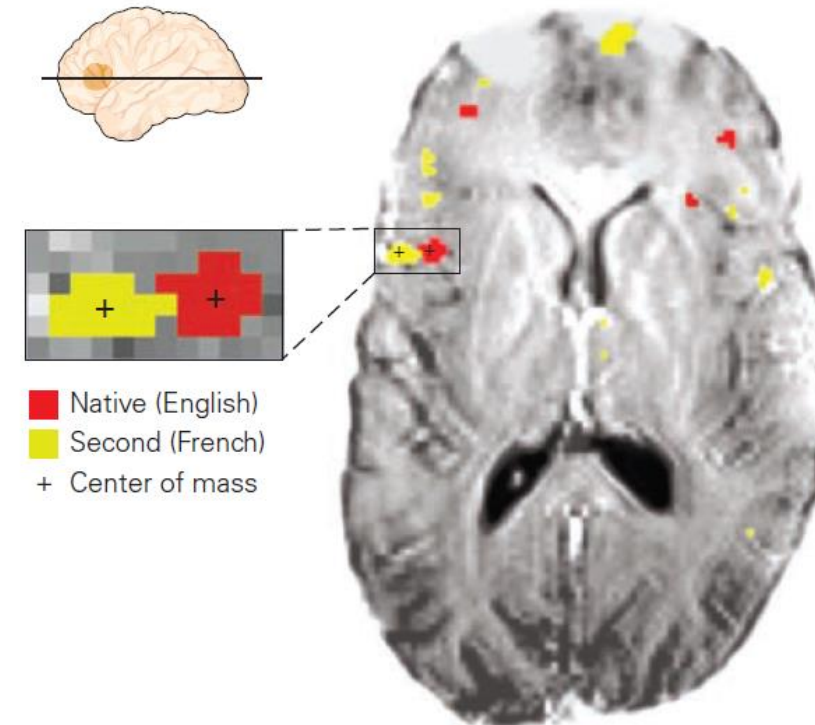 Native (English)
Second (French)
+ Center of mass